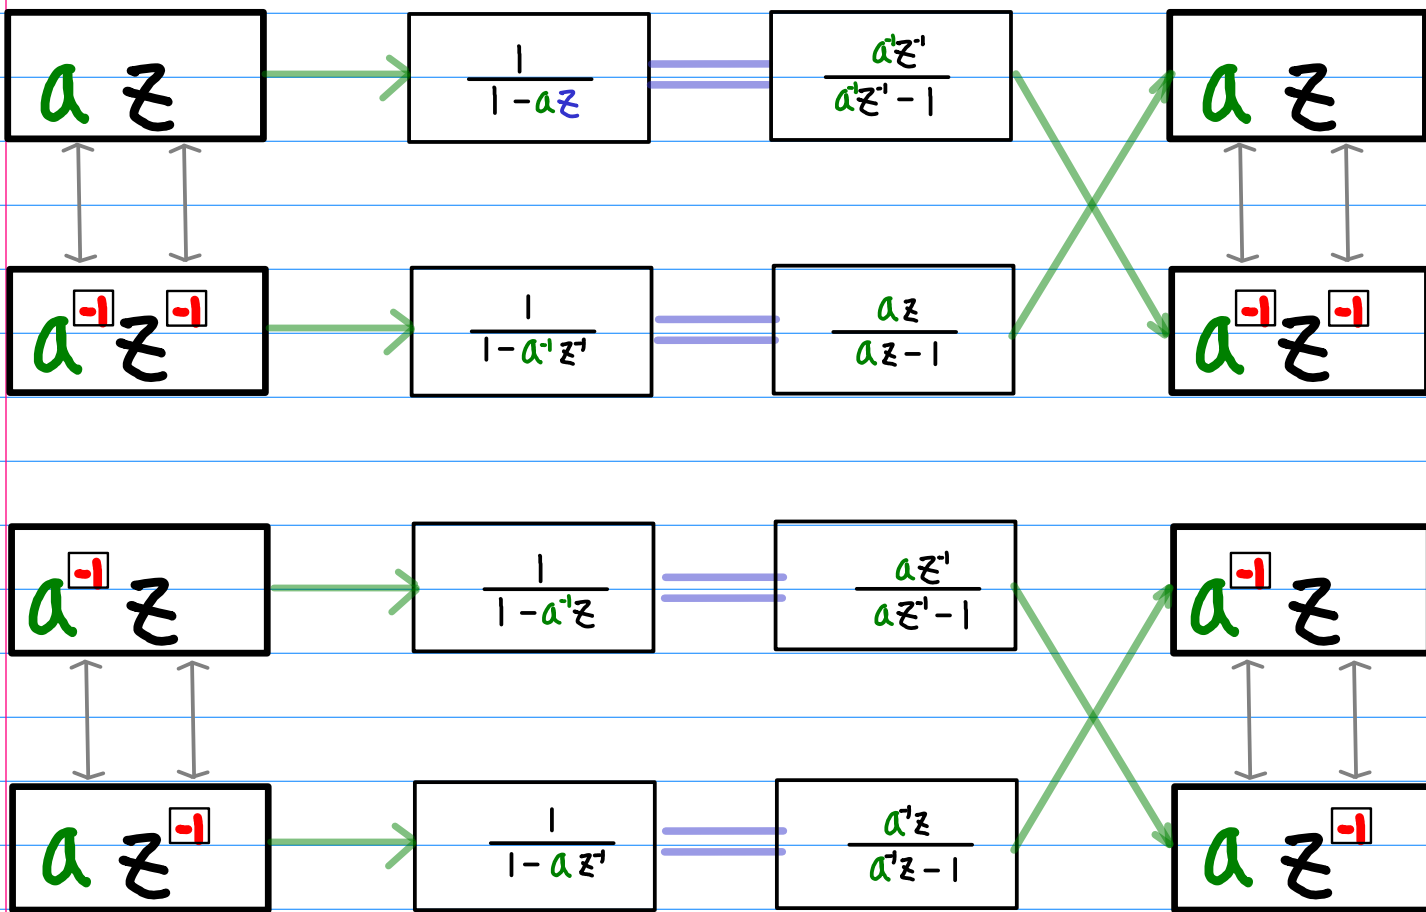 a z → 1/(1 - az) = a⁻¹z⁻¹/(a⁻¹z⁻¹ - 1) a z
a⁻¹ z⁻¹ → 1/(1 - a⁻¹z⁻¹) = az/(az - 1) a⁻¹ z⁻¹
a⁻¹ z → 1/(1 - a⁻¹z) = az⁻¹/(az⁻¹ - 1) a⁻¹ z
a z⁻¹ → 1/(1 - az⁻¹) = a⁻¹z/(a⁻¹z - 1) a z⁻¹